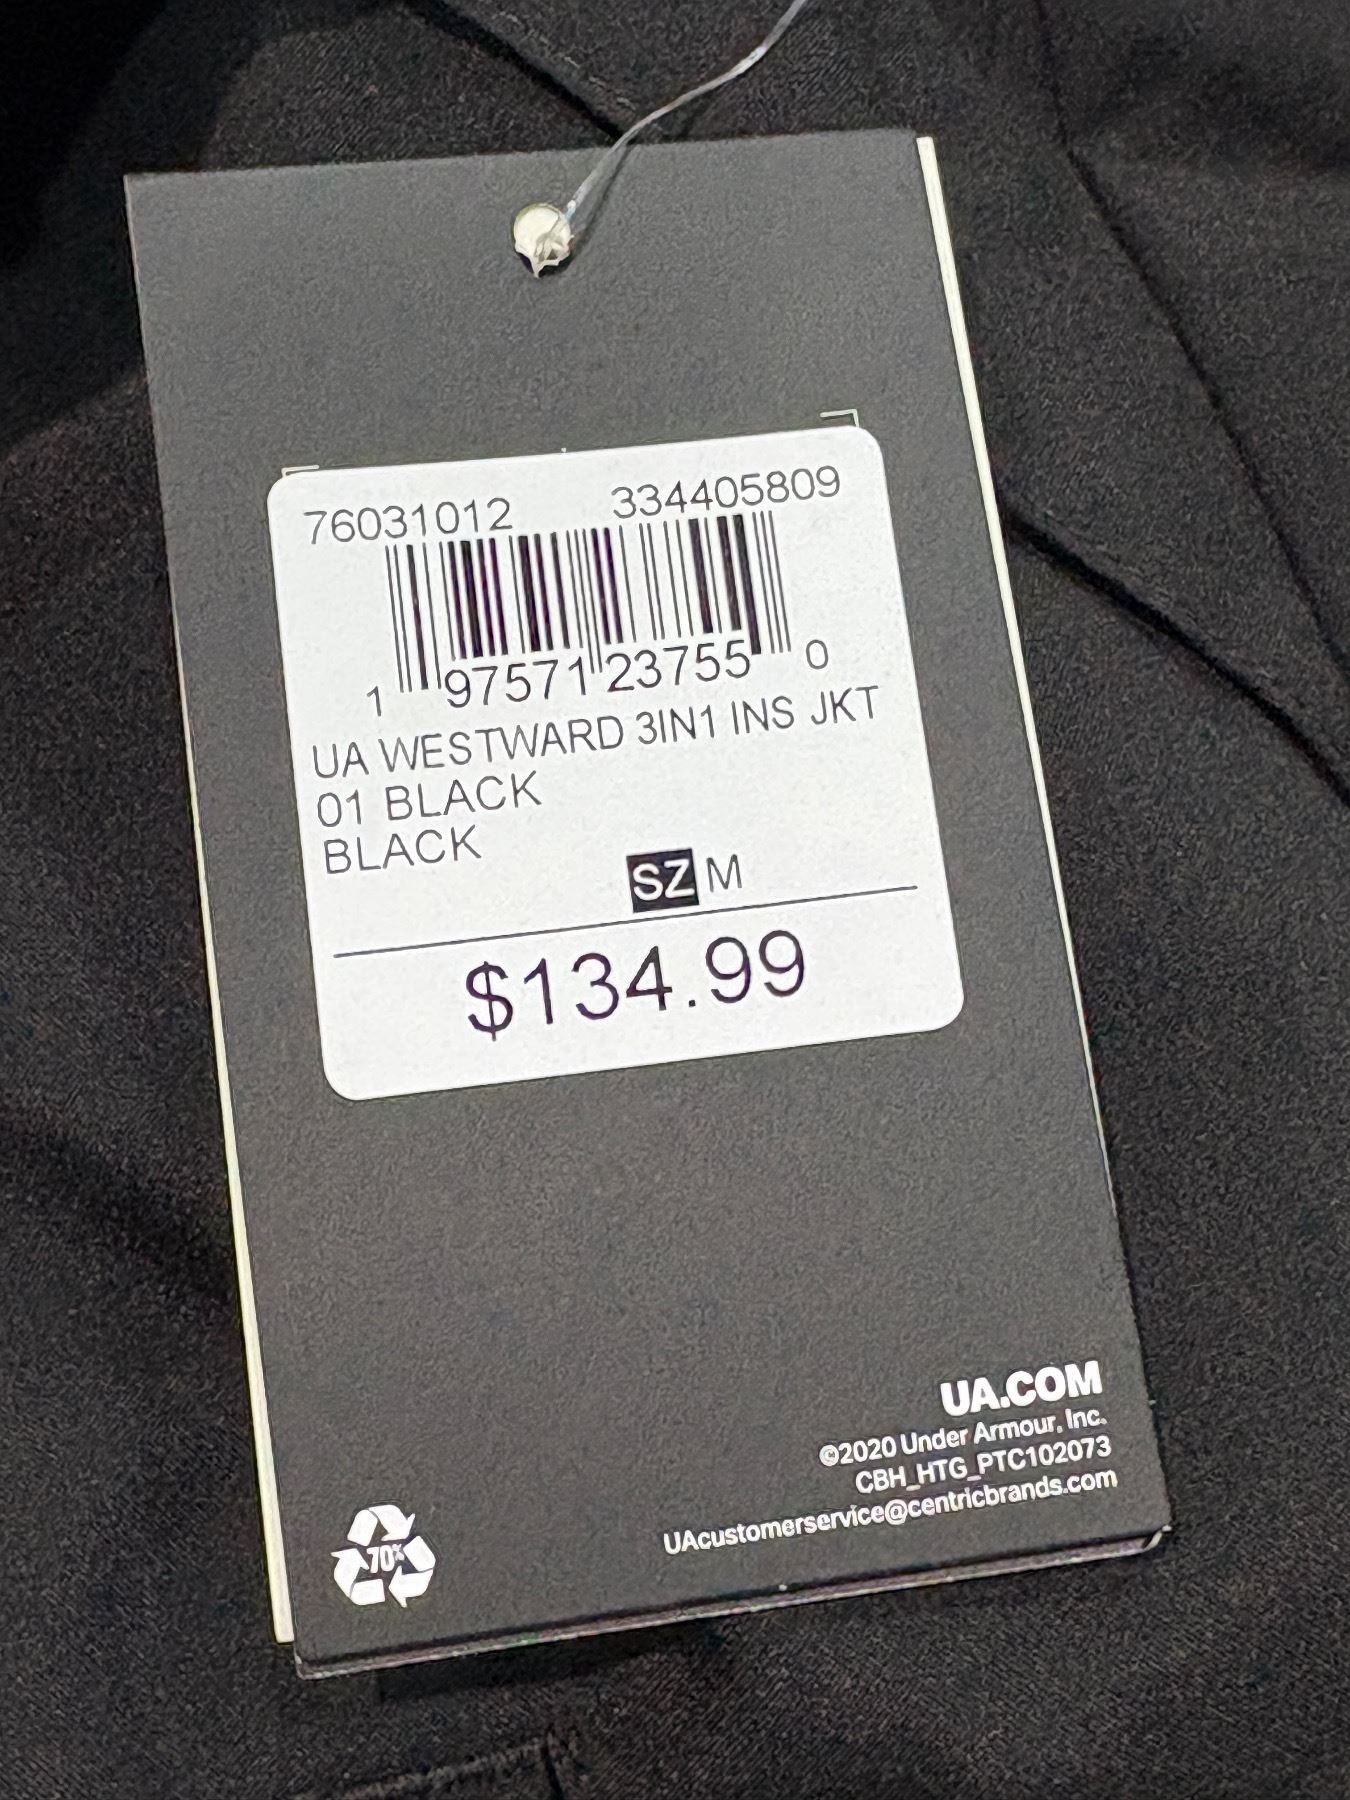 76031012 334405809
1 97571 23755 0
UA WESTWARD 3IN1 INS JKT
01 BLACK
BLACK
SZ M
$134.99
UA.COM
©2020 Under Armour, Inc.
CBH_HTG_PTC102073
UAcustomerservice@centricbrands.com
70%